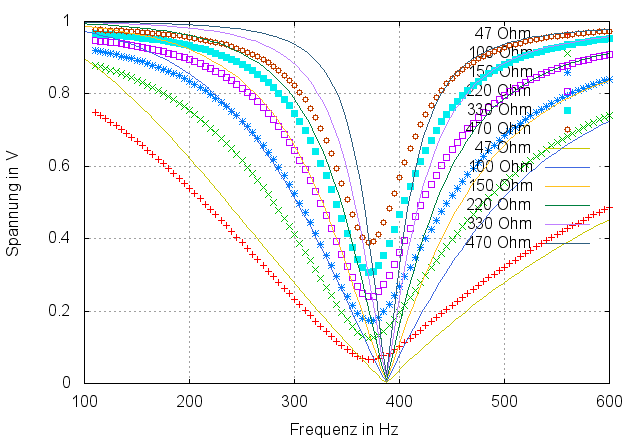 1
0.8
0.6
0.4
0.2
0
100
200
300
400
500
600
Spannung in V
Frequenz in Hz
47 Ohm
100 Ohm
150 Ohm
220 Ohm
330 Ohm
470 Ohm
47 Ohm
100 Ohm
150 Ohm
220 Ohm
330 Ohm
470 Ohm